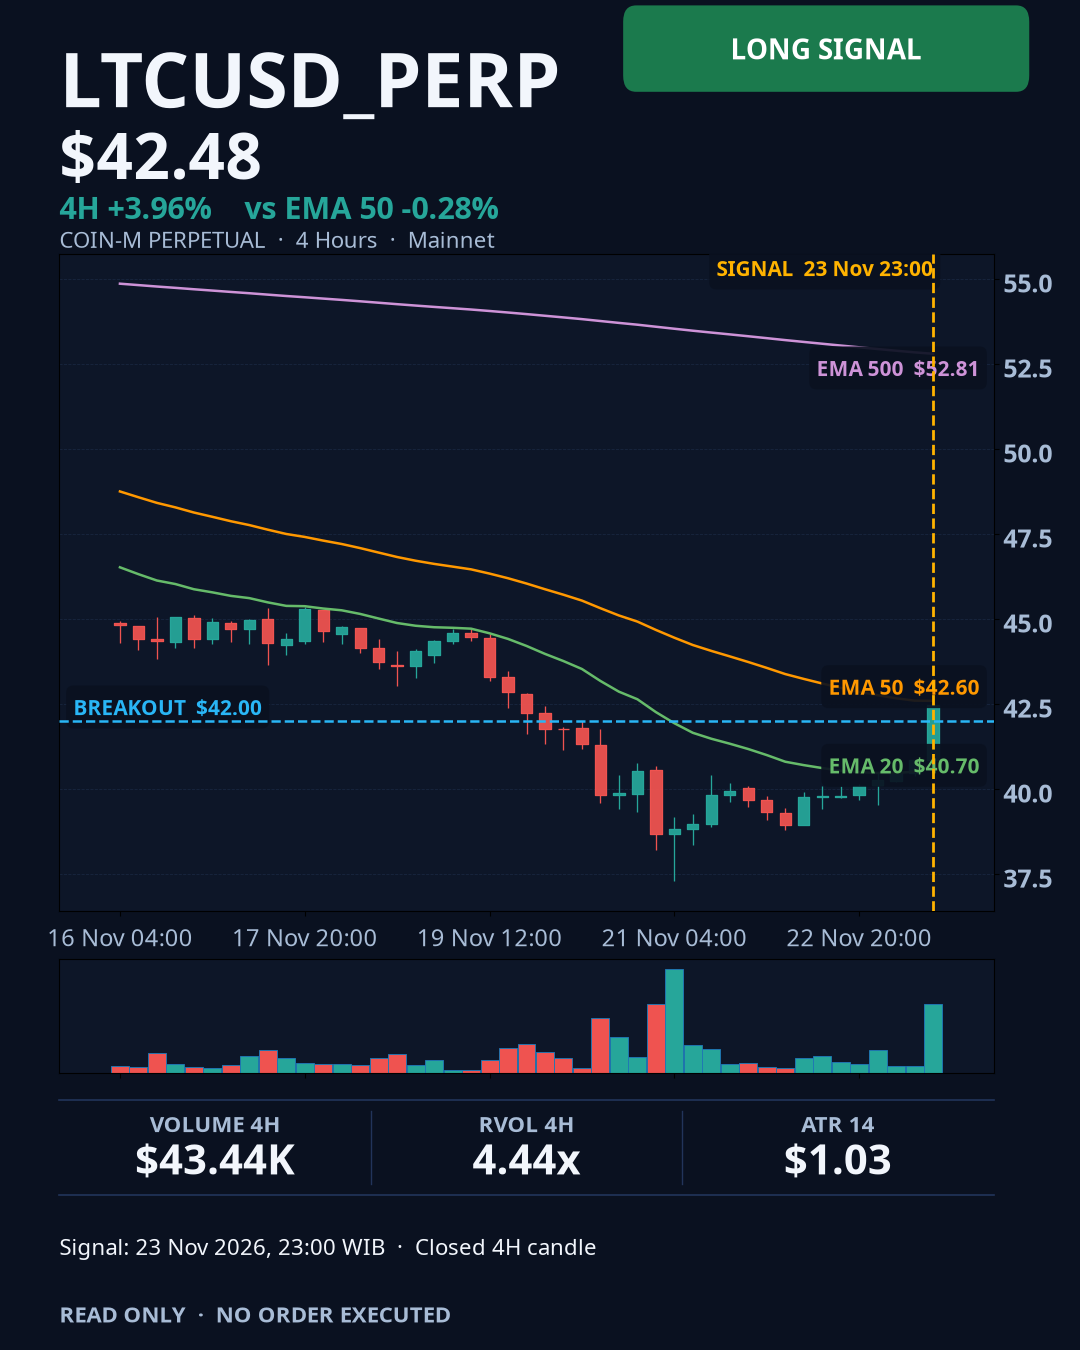 LONG SIGNAL
LTCUSD_PERP
$42.48
4H +3.96% vs EMA 50 -0.28%
COIN-M PERPETUAL · 4 Hours · Mainnet
SIGNAL 23 Nov 23:00
55.0
EMA 500 $52.81
52.5
50.0
47.5
45.0
EMA 50 $42.60
BREAKOUT $42.00
42.5
EMA 20 $40.70
40.0
37.5
16 Nov 04:00
17 Nov 20:00
19 Nov 12:00
21 Nov 04:00
22 Nov 20:00
VOLUME 4H
$43.44K
RVOL 4H
4.44x
ATR 14
$1.03
Signal: 23 Nov 2026, 23:00 WIB · Closed 4H candle
READ ONLY · NO ORDER EXECUTED